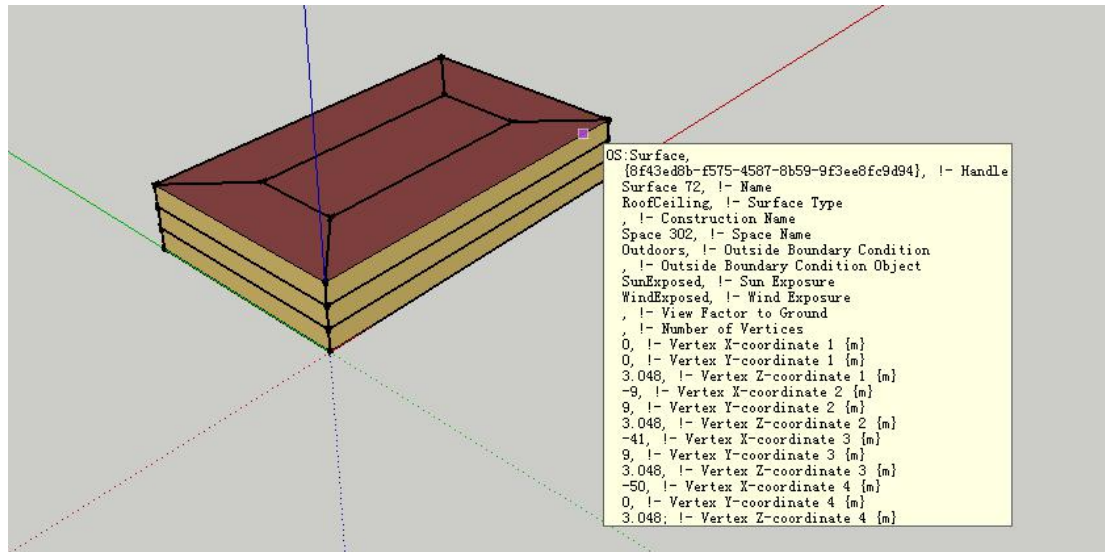 OS:Surface,
{8f43ed8b-f575-4587-8b59-9f3ee8fc9d94}, !- Handle
Surface 72, !- Name
RoofCeiling, !- Surface Type
, !- Construction Name
Space 302, !- Space Name
Outdoors, !- Outside Boundary Condition
, !- Outside Boundary Condition Object
SunExposed, !- Sun Exposure
WindExposed, !- Wind Exposure
, !- View Factor to Ground
, !- Number of Vertices
0, !- Vertex X-coordinate 1 {m}
0, !- Vertex Y-coordinate 1 {m}
3.048, !- Vertex Z-coordinate 1 {m}
-9, !- Vertex X-coordinate 2 {m}
9, !- Vertex Y-coordinate 2 {m}
3.048, !- Vertex Z-coordinate 2 {m}
-41, !- Vertex X-coordinate 3 {m}
9, !- Vertex Y-coordinate 3 {m}
3.048, !- Vertex Z-coordinate 3 {m}
-50, !- Vertex X-coordinate 4 {m}
0, !- Vertex Y-coordinate 4 {m}
3.048; !- Vertex Z-coordinate 4 {m}